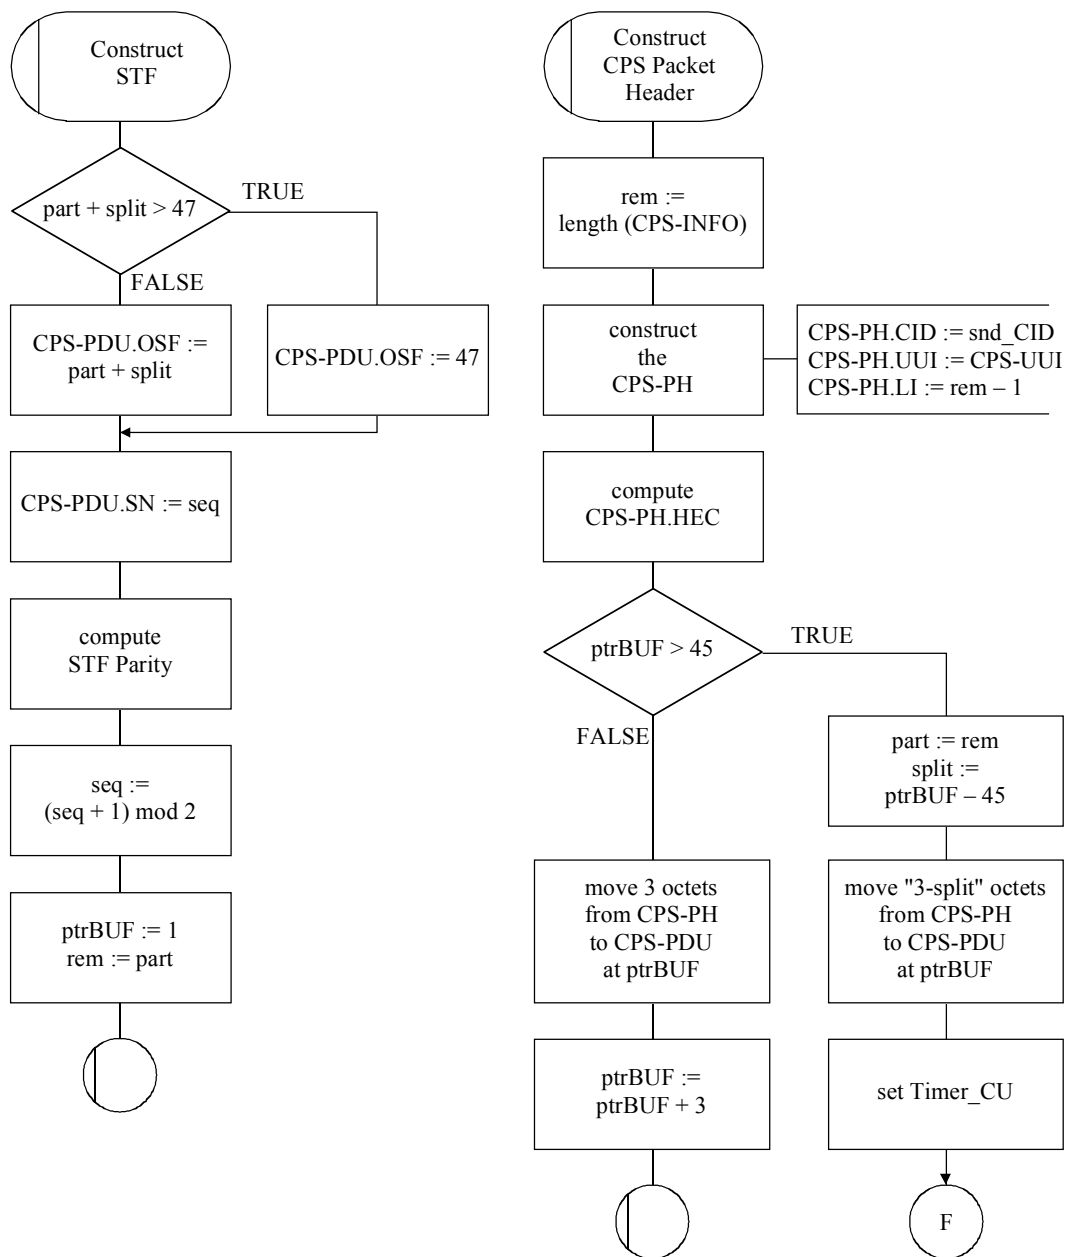 Construct
STF
part + split > 47
TRUE
FALSE
CPS-PDU.OSF :=
part + split
CPS-PDU.OSF := 47
CPS-PDU.SN := seq
compute
STF Parity
seq :=
(seq + 1) mod 2
ptrBUF := 1
rem := part
Construct
CPS Packet
Header
rem :=
length (CPS-INFO)
construct
the
CPS-PH
CPS-PH.CID := snd_CID
CPS-PH.UUI := CPS-UUI
CPS-PH.LI := rem – 1
compute
CPS-PH.HEC
ptrBUF > 45
TRUE
FALSE
part := rem
split :=
ptrBUF – 45
move 3 octets
from CPS-PH
to CPS-PDU
at ptrBUF
move "3-split" octets
from CPS-PH
to CPS-PDU
at ptrBUF
ptrBUF :=
ptrBUF + 3
set Timer_CU
F